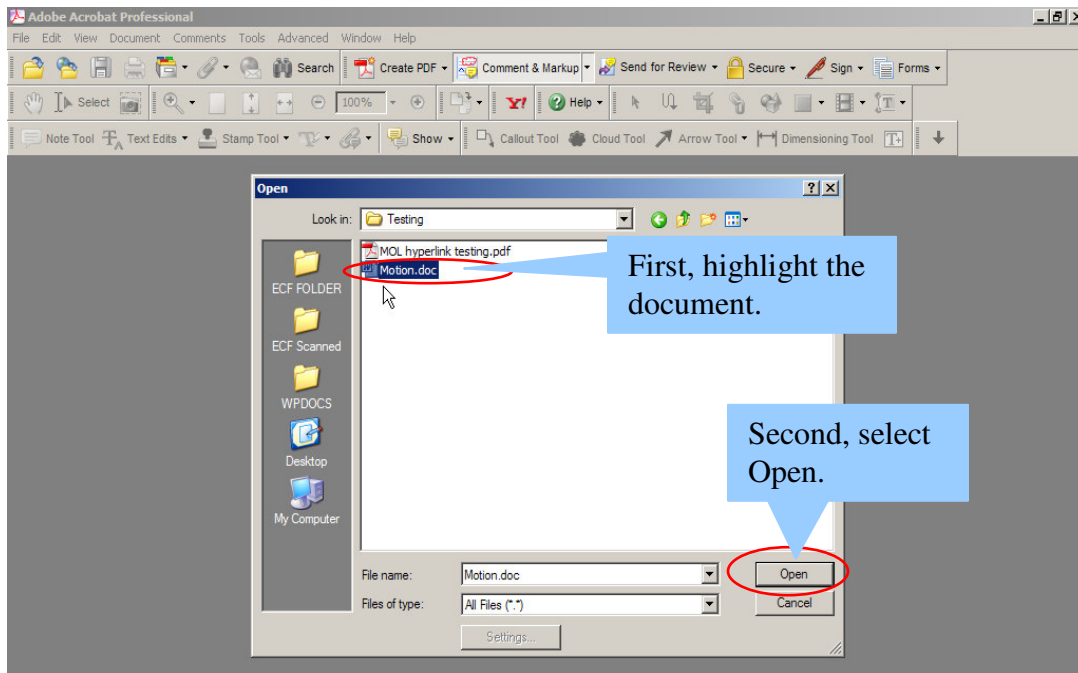 Adobe Acrobat Professional
File Edit View Document Comments Tools Advanced Window Help
Search Create PDF Comment & Markup Send for Review Secure Sign Forms
Select 100% Y! Help
Note Tool Text Edits Stamp Tool Show Callout Tool Cloud Tool Arrow Tool Dimensioning Tool
Open
Look in: Testing
MOL hyperlink testing.pdf
Motion.doc
ECF FOLDER
ECF Scanned
WPDOCS
Desktop
My Computer
First, highlight the
document.
Second, select
Open.
File name: Motion.doc Open
Files of type: All Files (*.*) Cancel
Settings...